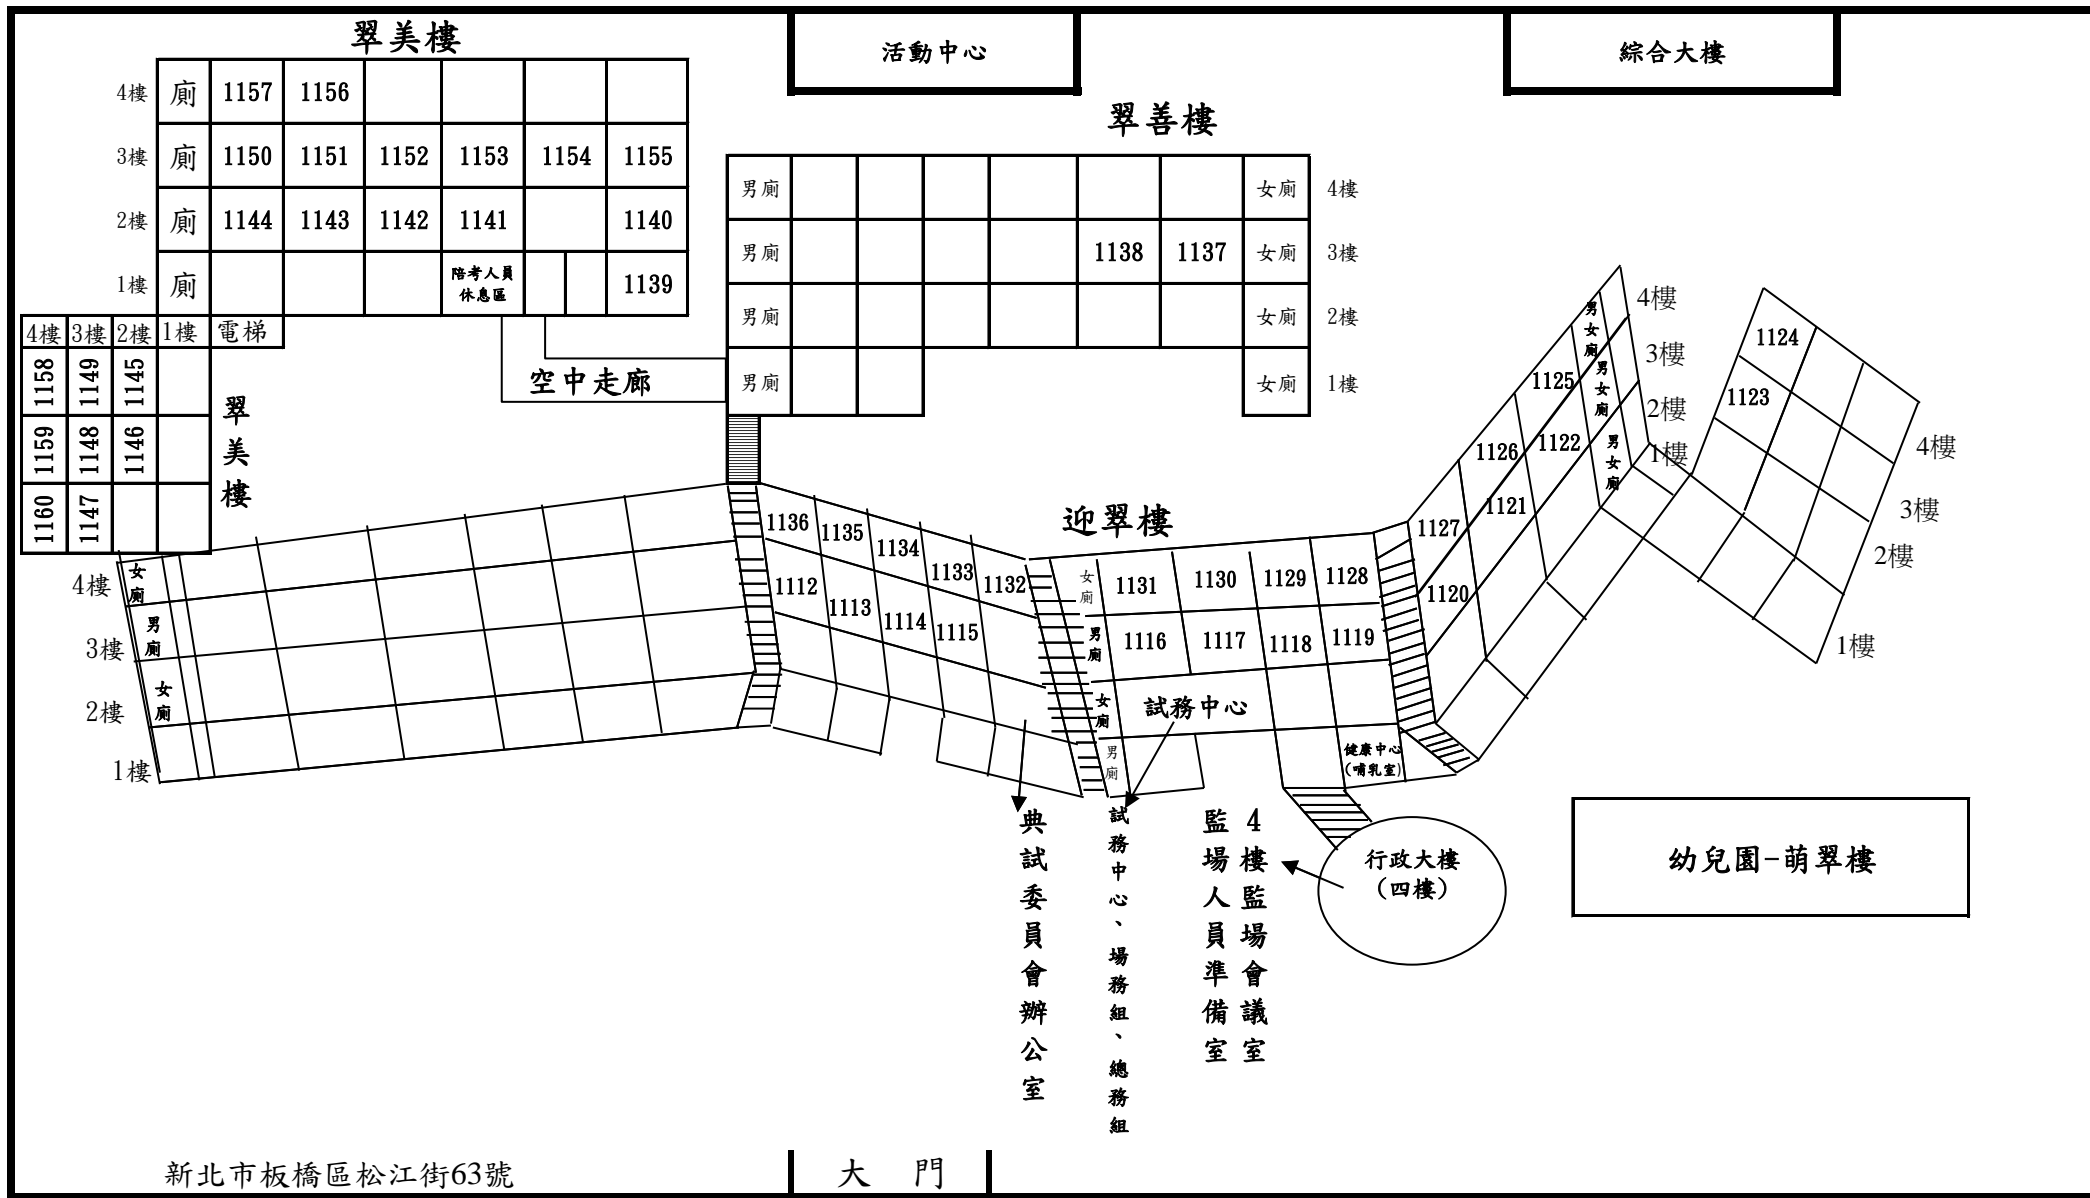 翠美樓
活動中心
綜合大樓
4樓 廁 1157 1156
3樓 廁 1150 1151 1152 1153 1154 1155
2樓 廁 1144 1143 1142 1141 1140
1樓 廁 陪考人員 1139
休息區
翠善樓
男廁 女廁 4樓
男廁 1138 1137 女廁 3樓
男廁 女廁 2樓
男廁 女廁 1樓
4樓 3樓 2樓 1樓 電梯
1158 1149 1145
1159 1148 1146
1160 1147
翠美樓
空中走廊
迎翠樓
4樓 女廁
3樓 男廁
2樓 女廁
1樓
1136 1135 1134 1133 1132
1112 1113 1114 1115
女廁 1131 1130 1129 1128
男廁 1116 1117 1118 1119
女廁 試務中心
男廁 健康中心
(哺乳室)
1127 1126 1125 男女廁 4樓
1120 1121 1122 男女廁 3樓
男女廁 2樓
1樓
1124 4樓
1123 3樓
2樓
1樓
典試委員會辦公室
試務中心、場務組、總務組
4樓監場會議室
監場人員準備室
行政大樓
(四樓)
幼兒園-萌翠樓
新北市板橋區松江街63號
大 門